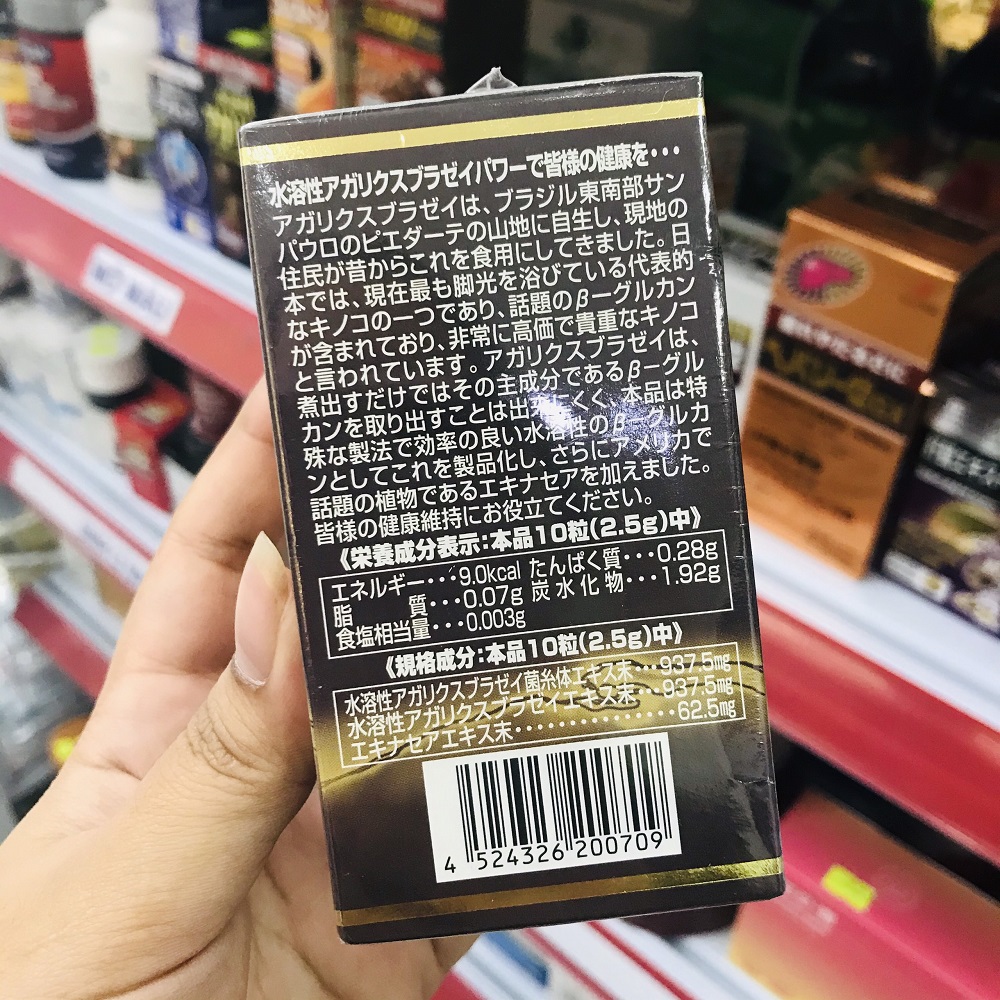 水溶性アガリクスブラゼイパワーで皆様の健康を・・・
アガリクスブラゼイは、ブラジル東南部サン
パウロのピエダーテの山地に自生し、現地の
住民が昔からこれを食用にしてきました。日
本では、現在最も脚光を浴びている代表的
なキノコの一つであり、話題のβーグルカン
が含まれており、非常に高価で貴重なキノコ
と言われています。アガリクスブラゼイは、
煮出すだけではその主成分であるβーグル
カンを取り出すことは出来にくく、本品は特
殊な製法で効率の良い水溶性のβーグルカ
ンとしてこれを製品化し、さらにアメリカで
話題の植物であるエキナセアを加えました。
皆様の健康維持にお役立てください。
《栄養成分表示：本品10粒(2.5g)中》
エネルギー・・・9.0kcal たんぱく質・・・0.28g
脂質・・・0.07g 炭水化物・・・1.92g
食塩相当量・・・0.003g
《規格成分：本品10粒(2.5g)中》
水溶性アガリクスブラゼイ菌糸体エキス末・・・937.5mg
水溶性アガリクスブラゼイエキス末・・・937.5mg
エキナセアエキス末・・・・・・・・・・・・62.5mg
4 524326 200709